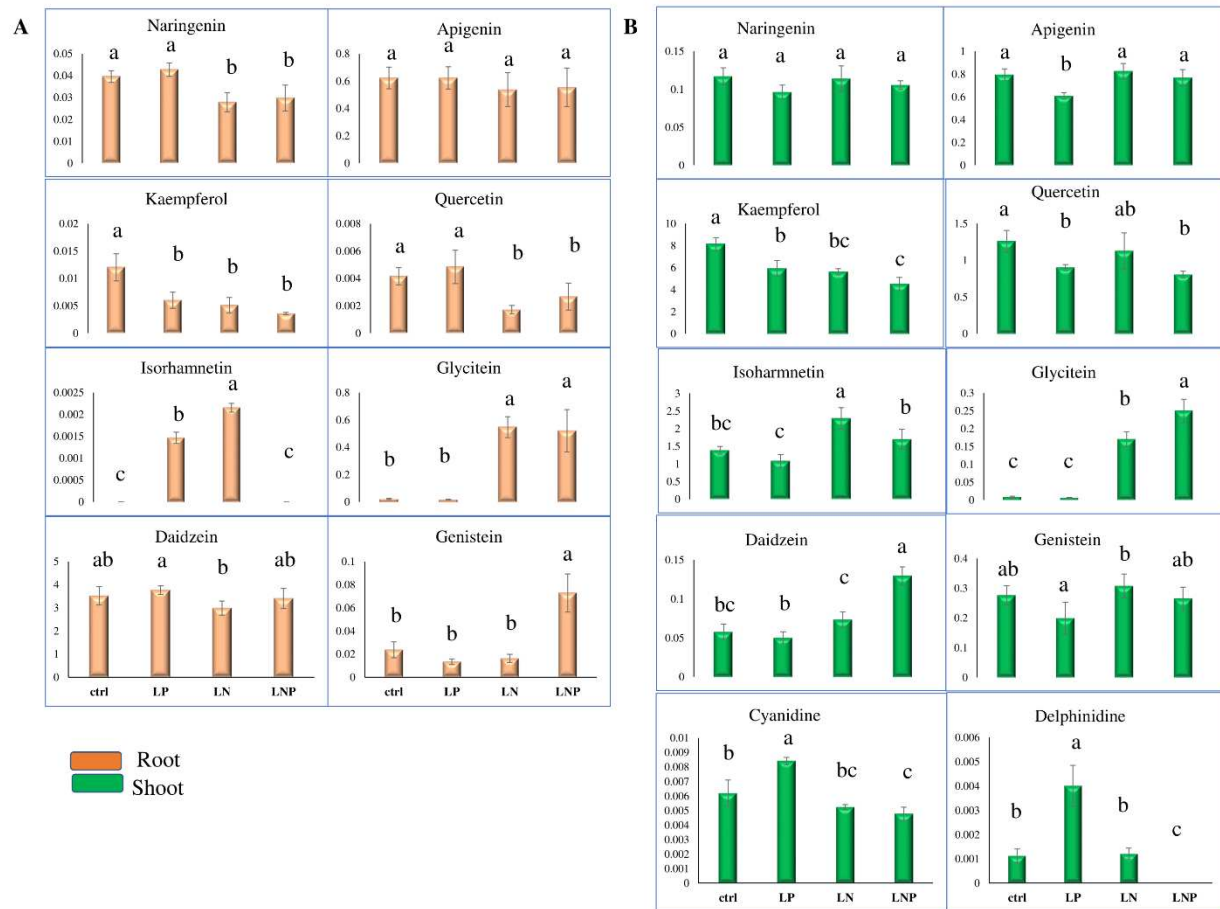 A
Naringenin
0.05
0.04
0.03
0.02
0.01
0
a
a
b
b
Apigenin
0.8
0.6
0.4
0.2
0
a
a
a
a
Kaempferol
0.02
0.015
0.01
0.005
0
a
b
b
b
Quercetin
0.008
0.006
0.004
0.002
0
a
a
b
b
Isorhamnetin
0.0025
0.002
0.0015
0.001
0.0005
0
c
b
a
c
Glycitein
0.8
0.6
0.4
0.2
0
b
b
a
a
Daidzein
5
4
3
2
1
0
ab
a
b
ab
ctrl LP LN LNP
Genistein
0.1
0.08
0.06
0.04
0.02
0
b
b
b
a
ctrl LP LN LNP
Root
Shoot
B
Naringenin
0.15
0.1
0.05
0
a
a
a
a
Apigenin
1
0.8
0.6
0.4
0.2
0
a
b
a
a
Kaempferol
10
8
6
4
2
0
a
b
bc
c
Quercetin
1.5
1
0.5
0
a
b
ab
b
Isoharmnetin
3
2.5
2
1.5
1
0.5
0
bc
c
a
b
Glycitein
0.3
0.25
0.2
0.15
0.1
0.05
0
c
c
b
a
Daidzein
0.15
0.1
0.05
0
bc
b
c
a
Genistein
0.4
0.3
0.2
0.1
0
ab
a
b
ab
Cyanidine
0.01
0.009
0.008
0.007
0.006
0.005
0.004
0.003
0.002
0.001
0
b
a
bc
c
ctrl LP LN LNP
Delphinidine
0.006
0.005
0.004
0.003
0.002
0.001
0
b
a
b
c
ctrl LP LN LNP